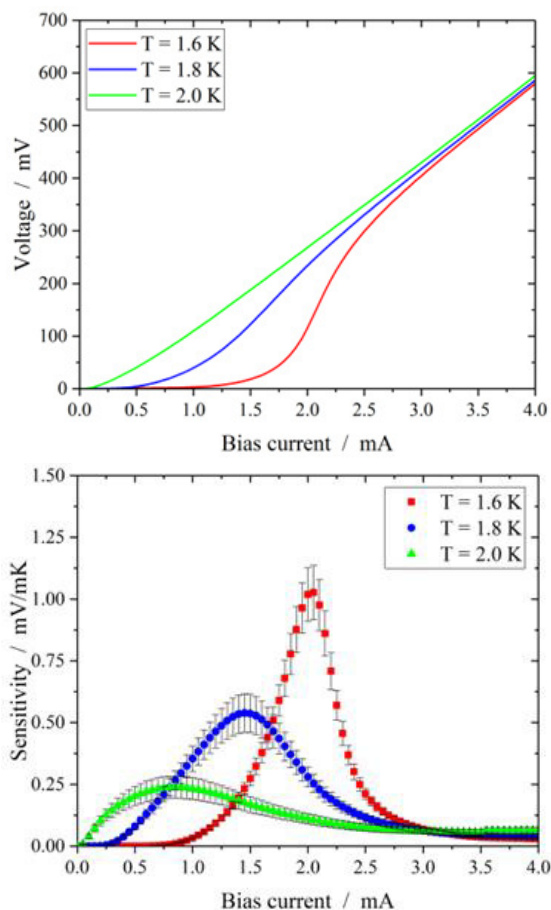 700
600
500
400
300
200
100
0
Voltage / mV
T = 1.6 K
T = 1.8 K
T = 2.0 K
0.0 0.5 1.0 1.5 2.0 2.5 3.0 3.5 4.0
Bias current / mA
1.50
1.25
1.00
0.75
0.50
0.25
0.00
Sensitivity / mV/mK
T = 1.6 K
T = 1.8 K
T = 2.0 K
0.0 0.5 1.0 1.5 2.0 2.5 3.0 3.5 4.0
Bias current / mA